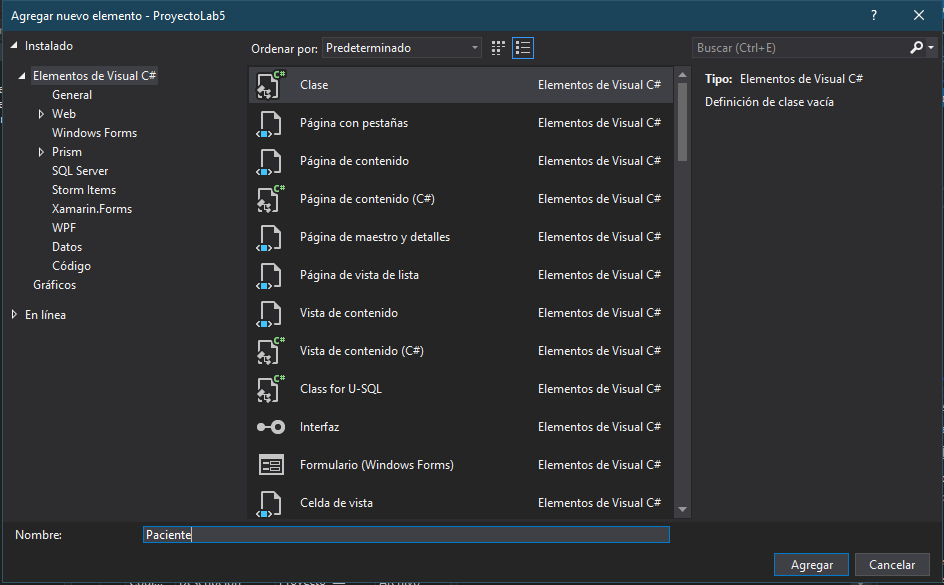 Agregar nuevo elemento - ProyectoLab5
?
Instalado
Ordenar por: Predeterminado
Buscar (Ctrl+E)
Elementos de Visual C#
General
Web
Windows Forms
Prism
SQL Server
Storm Items
Xamarin.Forms
WPF
Datos
Código
Gráficos
En línea
C# Clase Elementos de Visual C#
Página con pestañas Elementos de Visual C#
Página de contenido Elementos de Visual C#
C# Página de contenido (C#) Elementos de Visual C#
Página de maestro y detalles Elementos de Visual C#
Página de vista de lista Elementos de Visual C#
Vista de contenido Elementos de Visual C#
C# Vista de contenido (C#) Elementos de Visual C#
C# Class for U-SQL Elementos de Visual C#
Interfaz Elementos de Visual C#
Formulario (Windows Forms) Elementos de Visual C#
Celda de vista Elementos de Visual C#
Tipo: Elementos de Visual C#
Definición de clase vacía
Nombre: Paciente
Agregar Cancelar